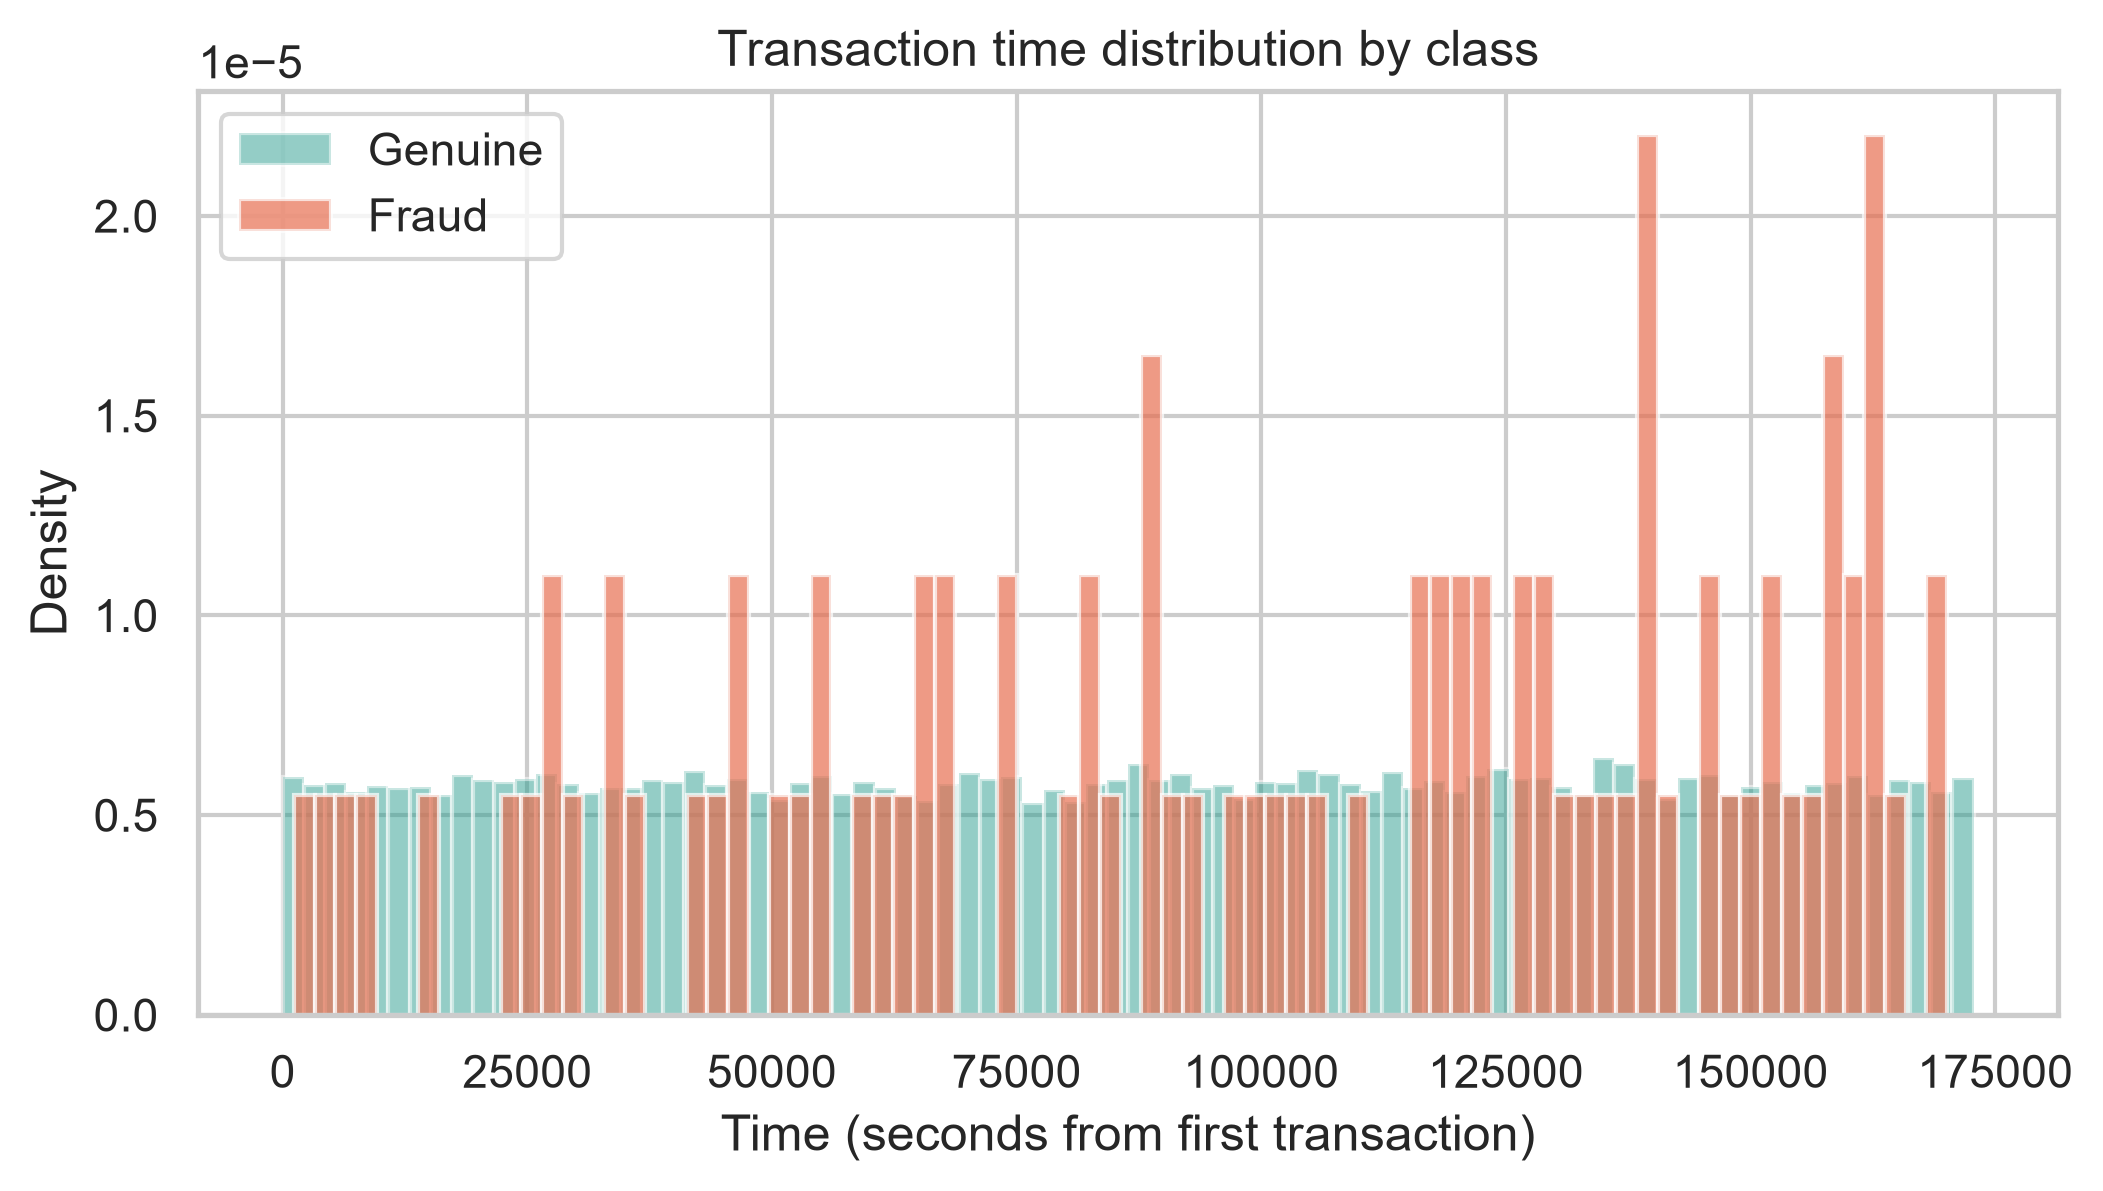 Transaction time distribution by class
1e−5
Genuine
Fraud
2.0
1.5
1.0
0.5
0.0
Density
0 25000 50000 75000 100000 125000 150000 175000
Time (seconds from first transaction)